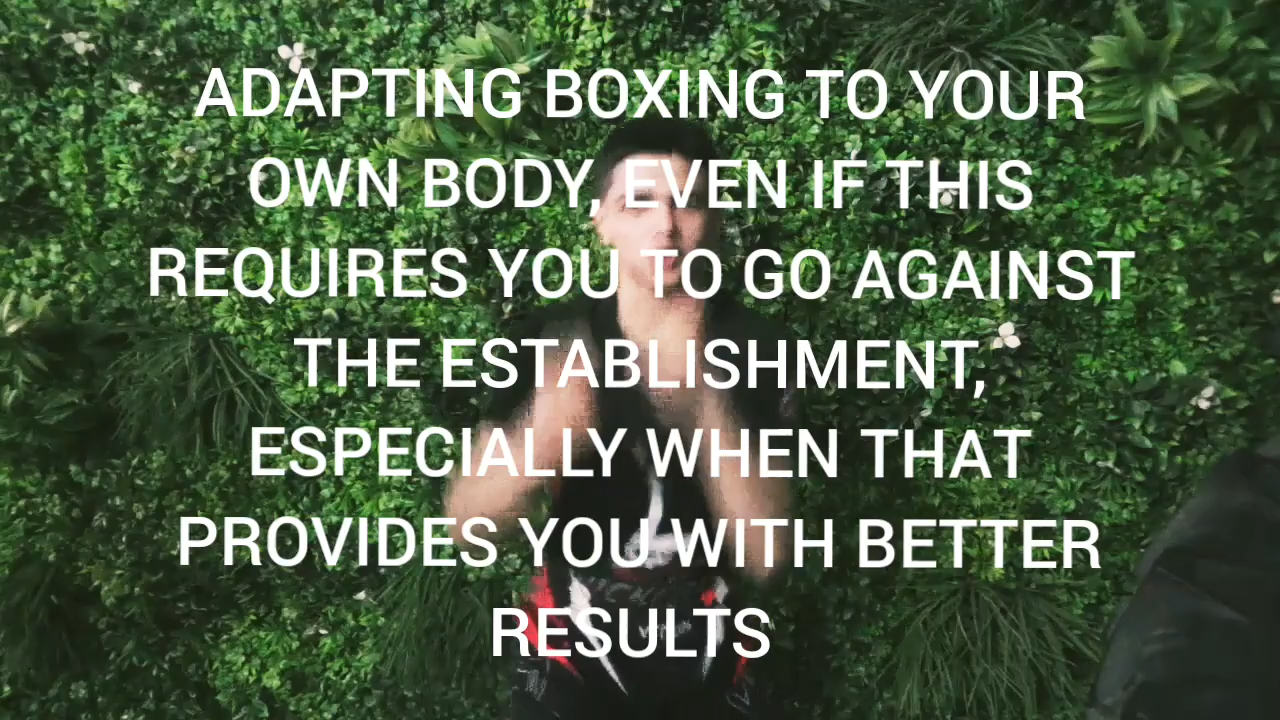 ADAPTING BOXING TO YOUR
OWN BODY, EVEN IF THIS
REQUIRES YOU TO GO AGAINST
THE ESTABLISHMENT,
ESPECIALLY WHEN THAT
PROVIDES YOU WITH BETTER
RESULTS